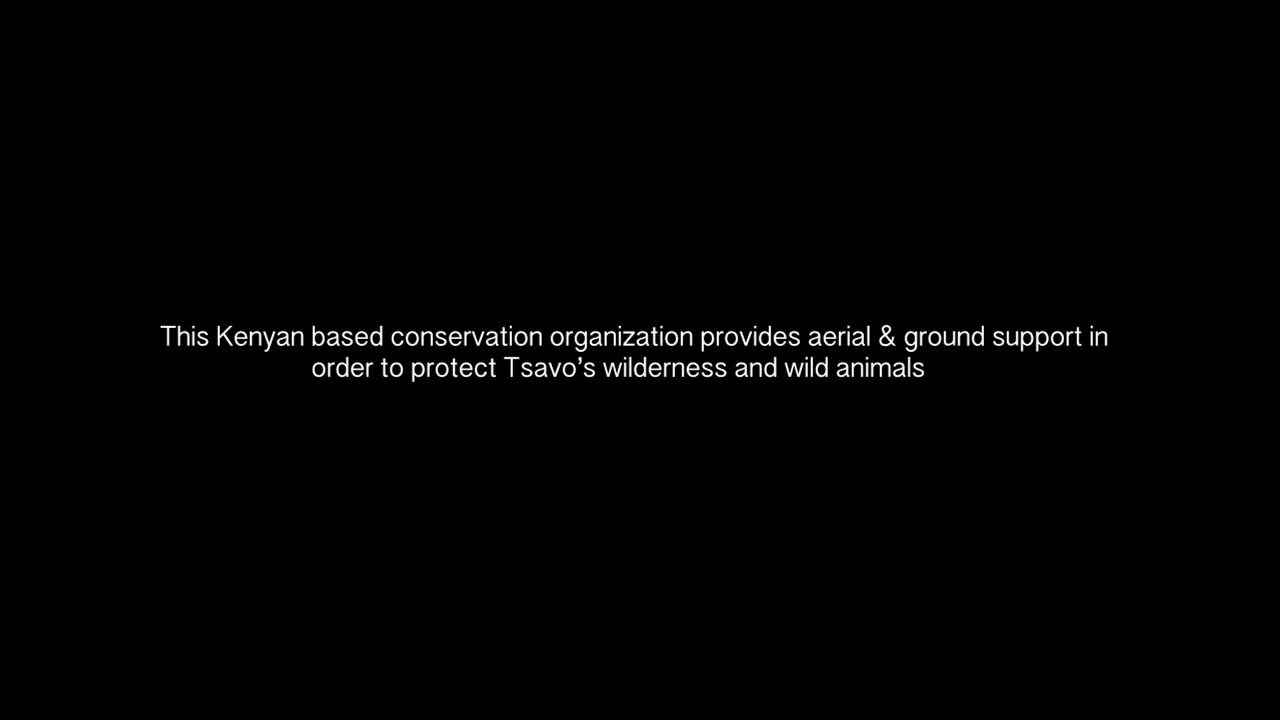 This Kenyan based conservation organization provides aerial & ground support in
order to protect Tsavo’s wilderness and wild animals